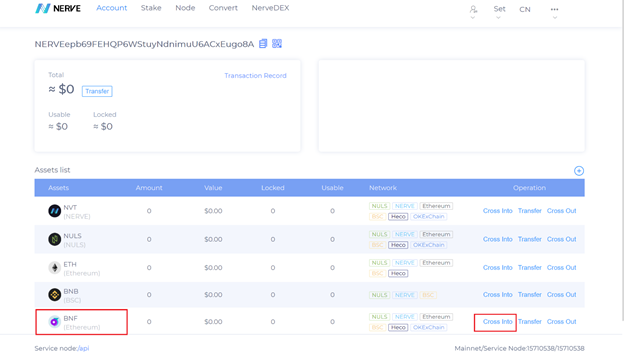 NERVE Account Stake Node Convert NerveDEX Set CN
NERVEepb69FEHQP6WStuyNdnimuU6ACxEugo8A
Total Transaction Record
≈ $0 Transfer
Usable Locked
≈ $0 ≈ $0
Assets list
Assets Amount Value Locked Usable Network Operation
NVT
(NERVE)
0 $0.00 0 0
NULS NERVE Ethereum
BSC Heco OKExChain
Cross Into Transfer Cross Out
NULS
(NULS)
0 $0.00 0 0
NULS NERVE Ethereum
BSC Heco OKExChain
Cross Into Transfer Cross Out
ETH
(Ethereum)
0 $0.00 0 0
NULS NERVE Ethereum
BSC Heco
Cross Into Transfer Cross Out
BNB
(BSC)
0 $0.00 0 0
NULS NERVE BSC
Cross Into Transfer Cross Out
BNF
(Ethereum)
0 $0.00 0 0
NULS NERVE Ethereum
BSC Heco OKExChain
Cross Into Transfer Cross Out
Service node:/api Mainnet/Service Node:15710538/15710538